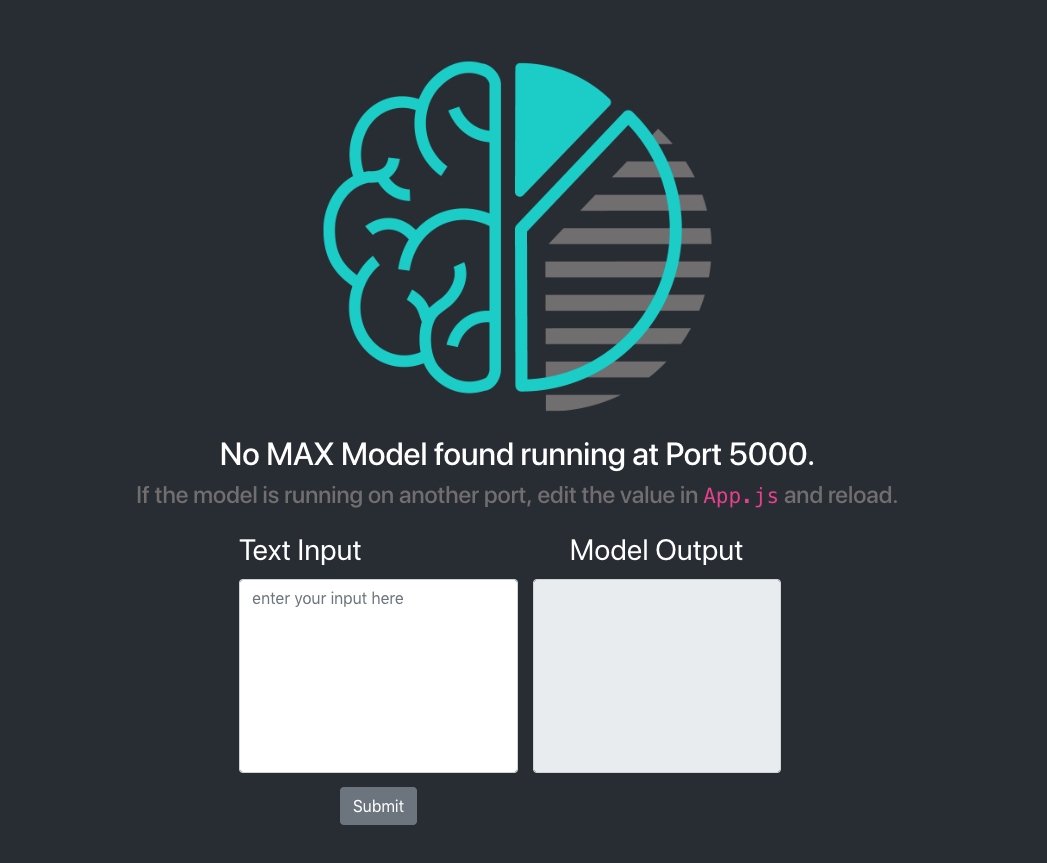 No MAX Model found running at Port 5000.
If the model is running on another port, edit the value in App.js and reload.
Text Input
Model Output
enter your input here
Submit